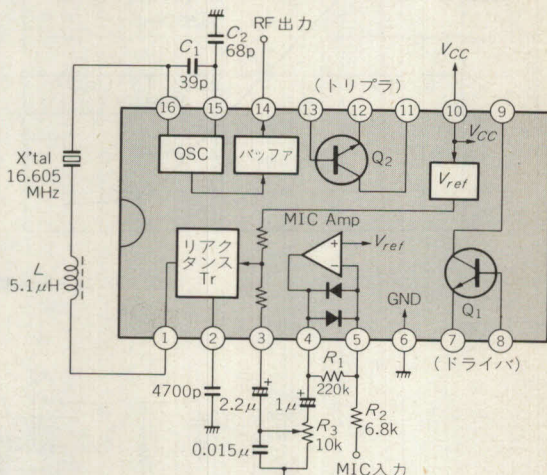 C2
68p
RF出力
C1
39p
(トリプラ)
VCC
16
15
14
13
12
11
10
9
X'tal
16.605
MHz
OSC
バッファ
Q2
VCC
Vref
MIC Amp
リアク
タンス
Tr
+
Vref
−
L
5.1μH
GND
Q1
1
2
3
4
5
6
7
8
(ドライバ)
4700p
2.2μ
+
1μ
+
R1
220k
R2
6.8k
R3
10k
0.015μ
MIC入力